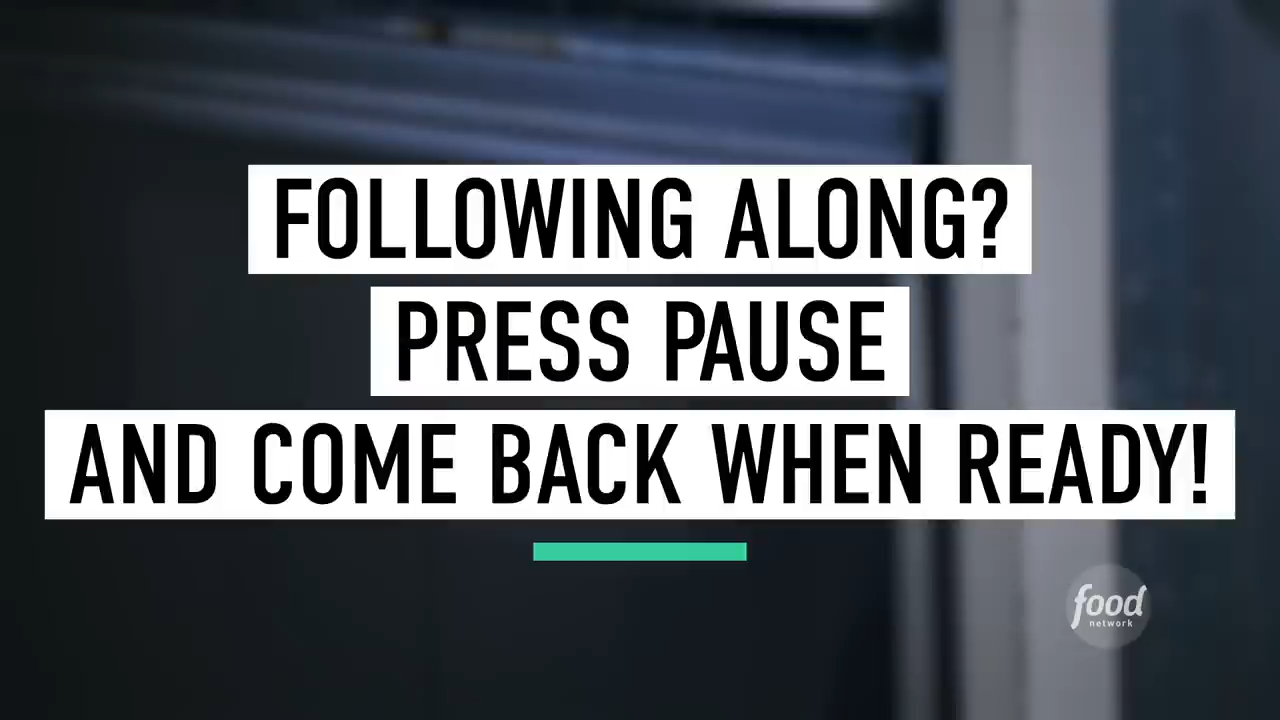 FOLLOWING ALONG?
PRESS PAUSE
AND COME BACK WHEN READY!
food
network